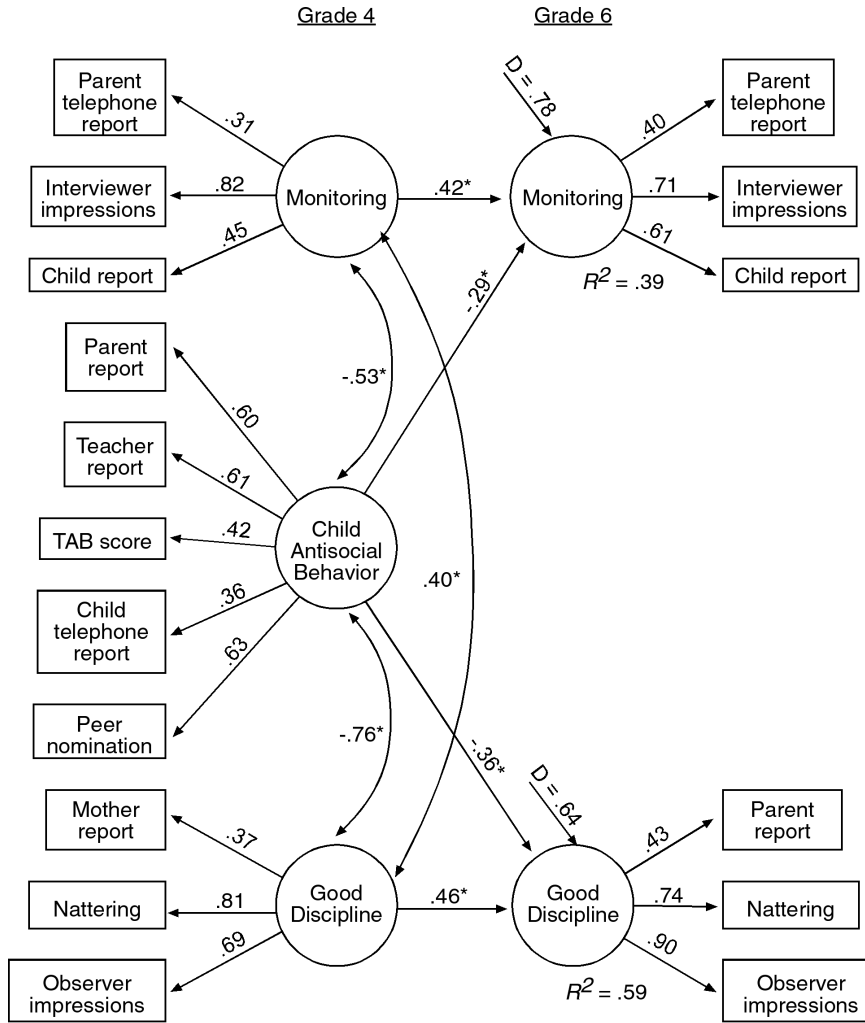 Grade 4
Grade 6
Parent
telephone
report
.31
Interviewer
impressions
.82
Child report
.45
Monitoring
.42*
D = .78
Monitoring
R² = .39
.40
Parent
telephone
report
.71
Interviewer
impressions
.61
Child report
-.29*
-.53*
Parent
report
.60
Teacher
report
.61
TAB score
.42
Child
telephone
report
.36
Peer
nomination
.63
Child
Antisocial
Behavior
.40*
-.76*
-.36*
Mother
report
.37
Nattering
.81
Observer
impressions
.69
Good
Discipline
.46*
D = .64
Good
Discipline
R² = .59
.43
Parent
report
.74
Nattering
.90
Observer
impressions